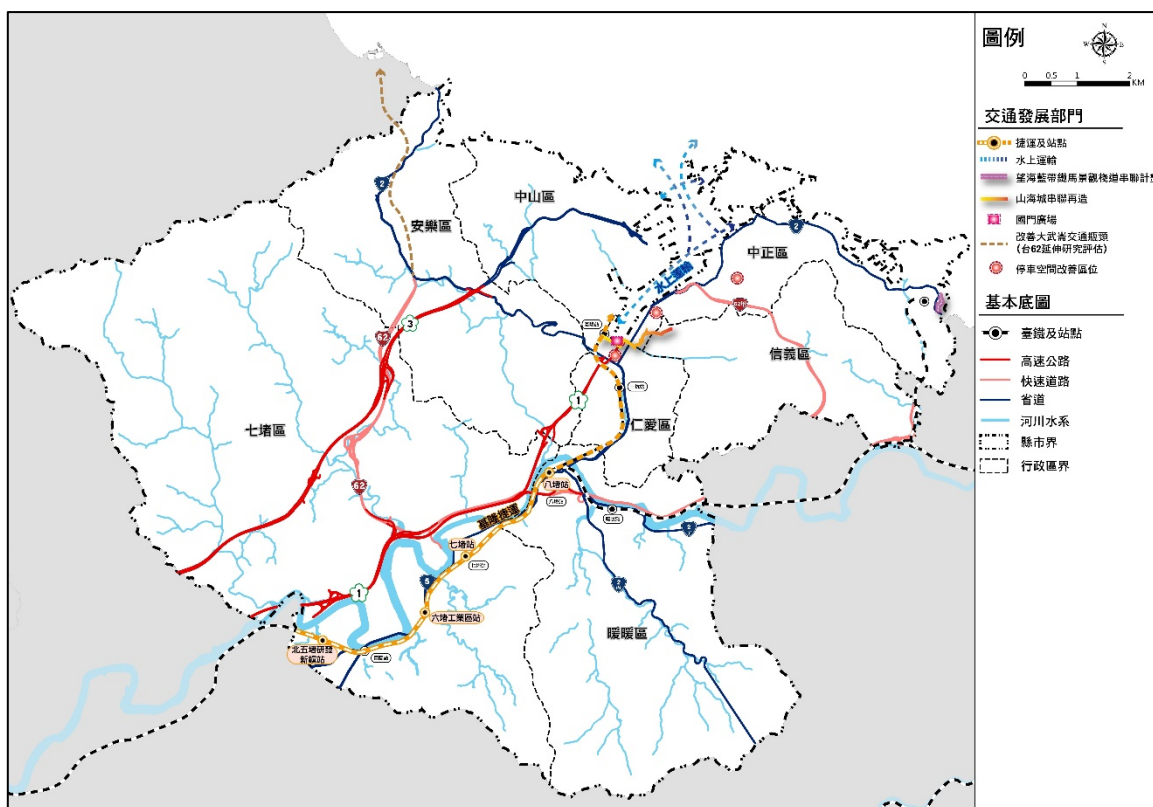 圖例
N
W
E
S
0 0.5 1 2
KM
交通發展部門
捷運及站點
水上運輸
望海藍帶鐵馬景觀棧道串聯計
山海城串聯再造
國門廣場
改善大武崙交通瓶頸
(台62延伸研究評估)
停車空間改善區位
基本底圖
臺鐵及站點
高速公路
快速道路
省道
河川水系
縣市界
行政區界
2
安樂區
中山區
2
中正區
水上運輸
62
3
信義區
1
仁愛區
七堵區
62
八堵站
基隆捷運
2
七堵站
5
2
1
六堵工業區站
暖暖區
北五堵研發
新鎮站